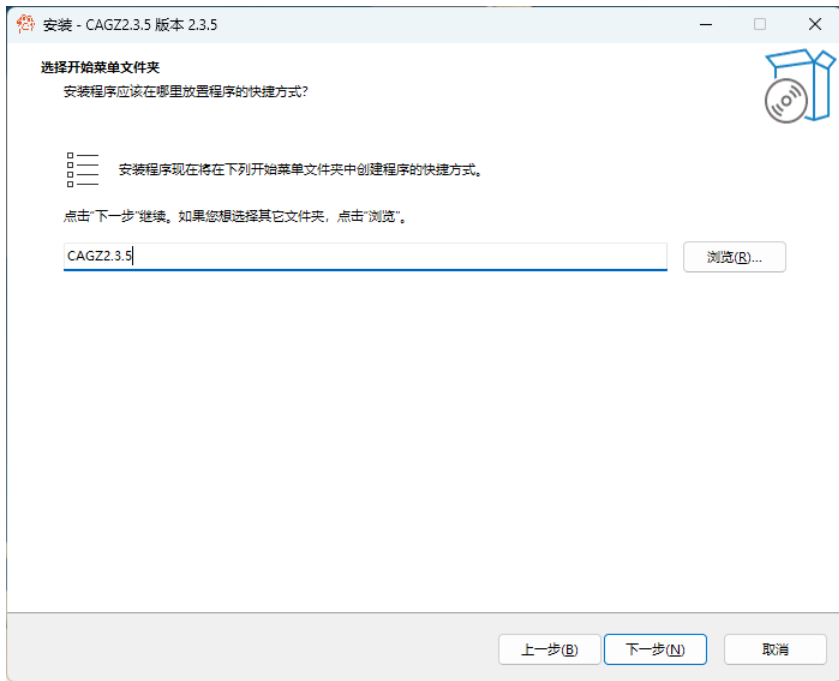 安装 - CAGZ2.3.5 版本 2.3.5
选择开始菜单文件夹
安装程序应该在哪里放置程序的快捷方式?
安装程序现在将在下列开始菜单文件夹中创建程序的快捷方式。
点击“下一步”继续。如果您想选择其它文件夹，点击“浏览”。
CAGZ2.3.5
浏览(R)...
上一步(B)
下一步(N)
取消